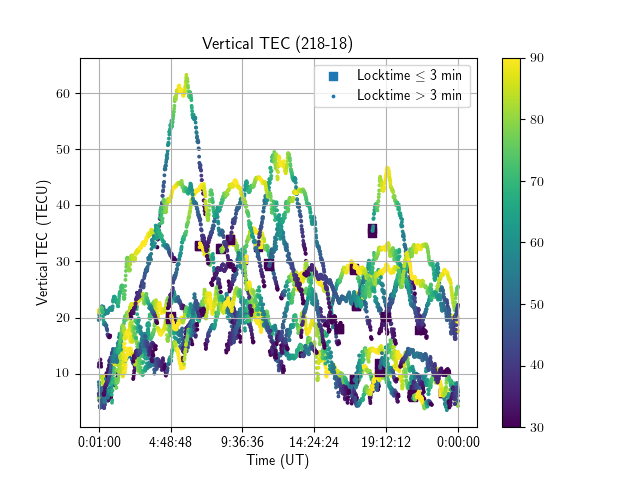 Vertical TEC (218-18)
Locktime ≤ 3 min
Locktime > 3 min
Vertical TEC (TECU)
60
50
40
30
20
10
0:01:00 4:48:48 9:36:36 14:24:24 19:12:12 0:00:00
Time (UT)
90
80
70
60
50
40
30